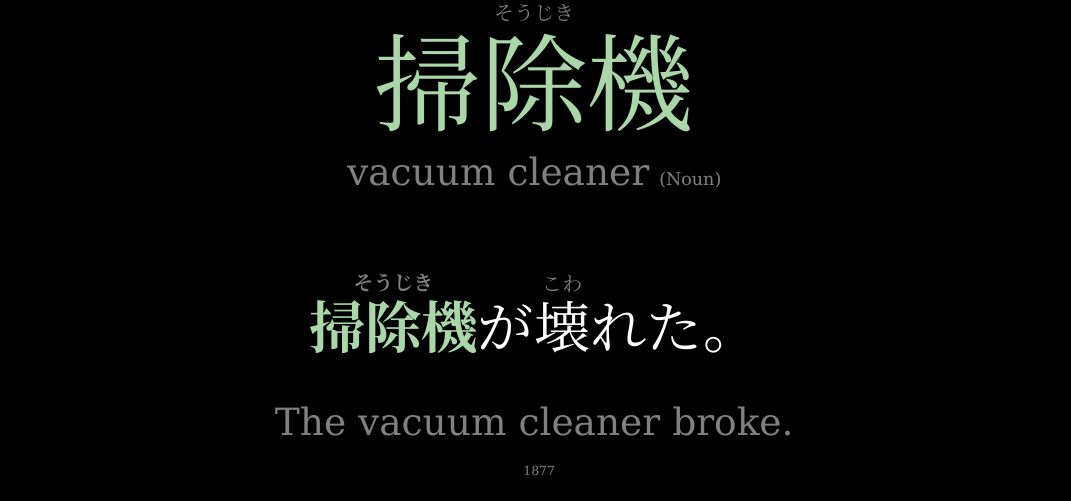 そうじき
掃除機
vacuum cleaner (Noun)
そうじき こわ
掃除機が壊れた。
The vacuum cleaner broke.
1877